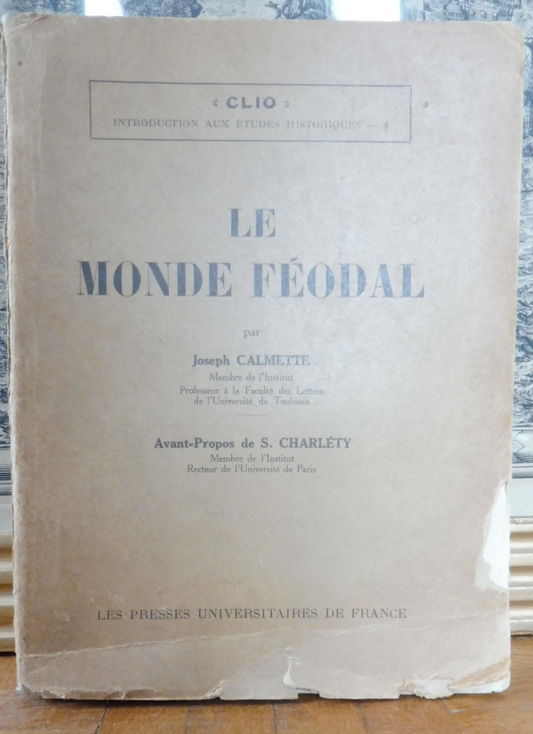 « CLIO »
INTRODUCTION AUX ÉTUDES HISTORIQUES -- 4
LE
MONDE FÉODAL
par
Joseph CALMETTE
Membre de l'Institut
Professeur à la Faculté des Lettres
de l'Université de Toulouse
Avant-Propos de S. CHARLÉTY
Membre de l'Institut
Recteur de l'Université de Paris
LES PRESSES UNIVERSITAIRES DE FRANCE